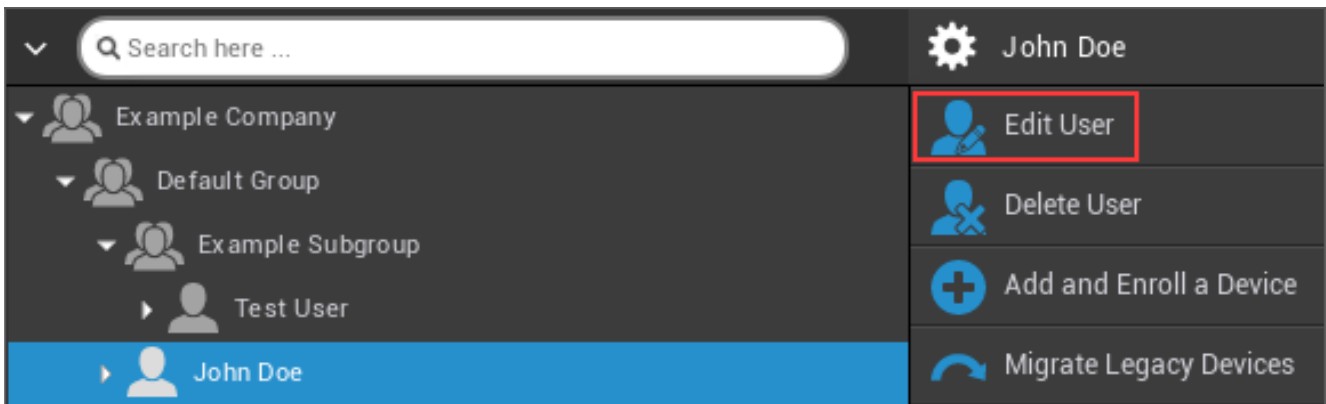 Search here ...
Example Company
Default Group
Example Subgroup
Test User
John Doe
John Doe
Edit User
Delete User
Add and Enroll a Device
Migrate Legacy Devices